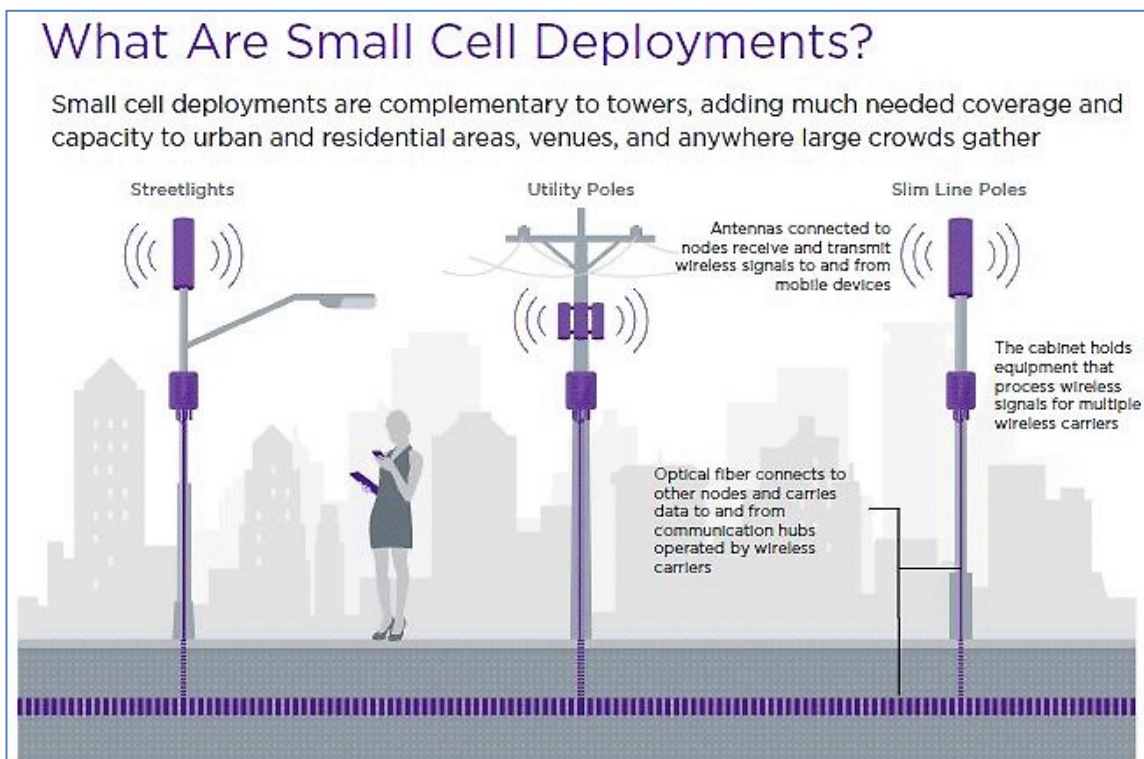 What Are Small Cell Deployments?
Small cell deployments are complementary to towers, adding much needed coverage and
capacity to urban and residential areas, venues, and anywhere large crowds gather
Streetlights
Utility Poles
Slim Line Poles
Antennas connected to
nodes receive and transmit
wireless signals to and from
mobile devices
The cabinet holds
equipment that
process wireless
signals for multiple
wireless carriers
Optical fiber connects to
other nodes and carries
data to and from
communication hubs
operated by wireless
carriers